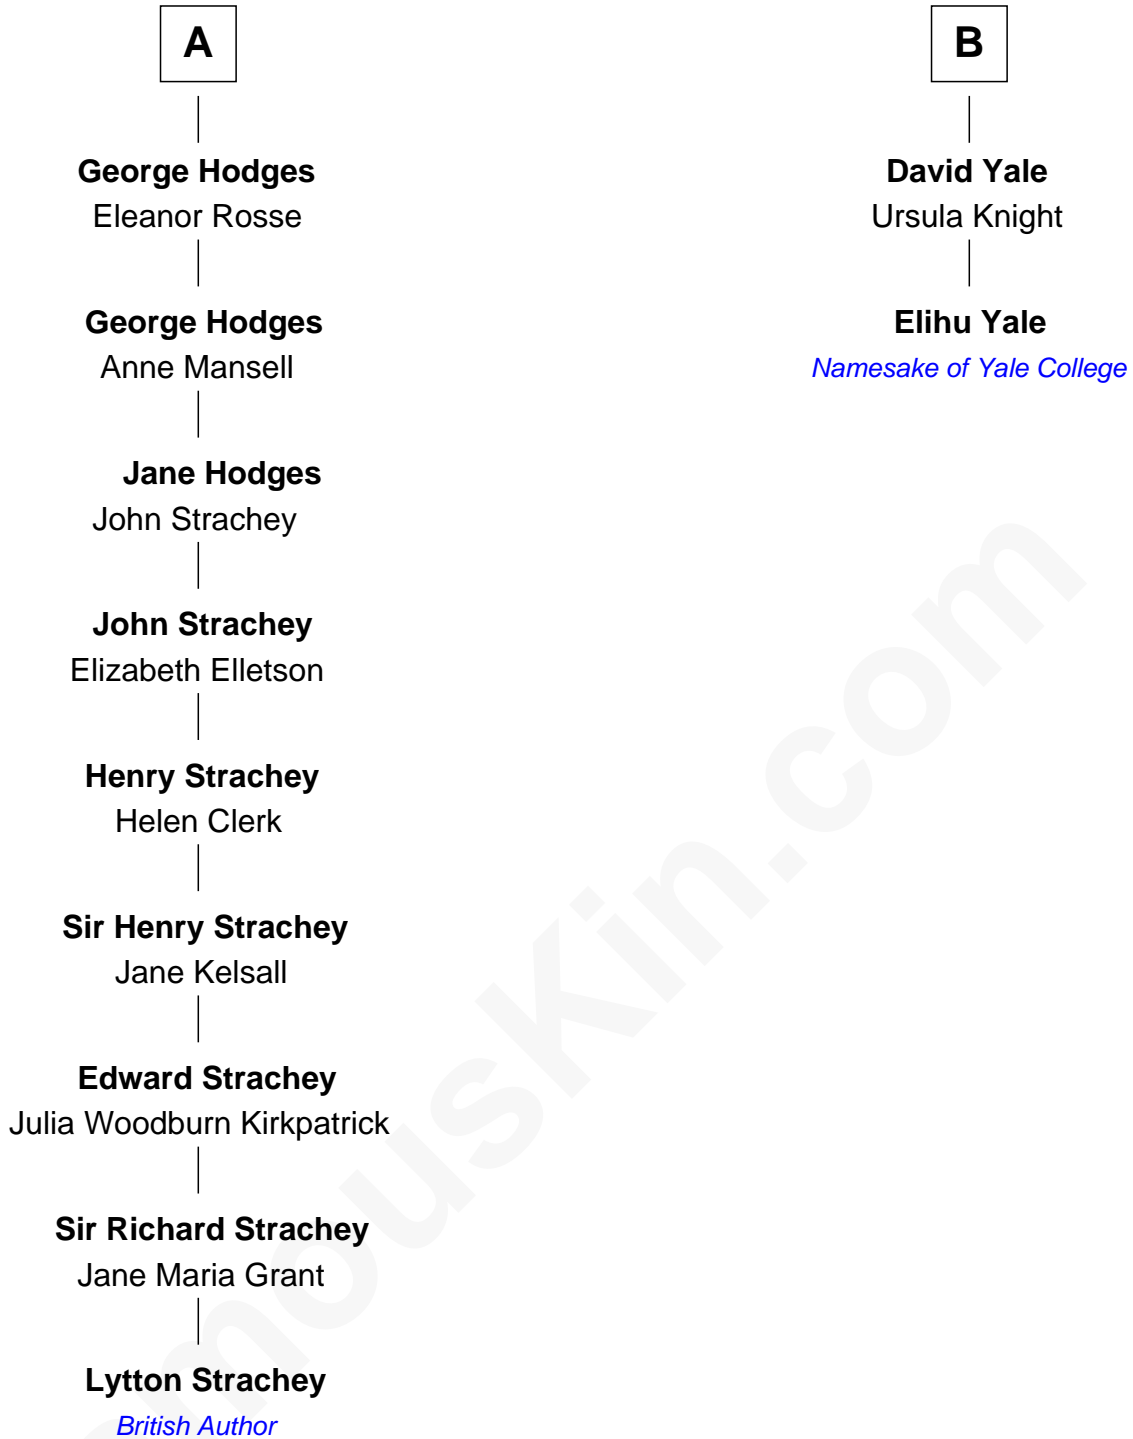 A
George Hodges
Eleanor Rosse
George Hodges
Anne Mansell
Jane Hodges
John Strachey
John Strachey
Elizabeth Elletson
Henry Strachey
Helen Clerk
Sir Henry Strachey
Jane Kelsall
Edward Strachey
Julia Woodburn Kirkpatrick
Sir Richard Strachey
Jane Maria Grant
Lytton Strachey
British Author
B
David Yale
Ursula Knight
Elihu Yale
Namesake of Yale College
omouskin.com